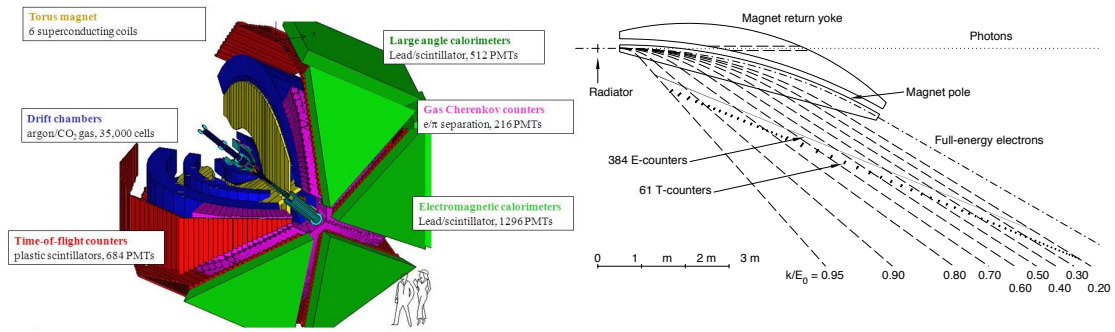 Torus magnet
6 superconducting coils
Large angle calorimeters
Lead/scintillator, 512 PMTs
Drift chambers
argon/CO₂ gas, 35,000 cells
Gas Cherenkov counters
e/π separation, 216 PMTs
Electromagnetic calorimeters
Lead/scintillator, 1296 PMTs
Time-of-flight counters
plastic scintillators, 684 PMTs
Magnet return yoke
Photons
Radiator
Magnet pole
Full-energy electrons
384 E-counters
61 T-counters
0 1 m 2 m 3 m
k/E₀ = 0.95 0.90 0.80 0.70 0.50 0.30
0.60 0.40 0.20